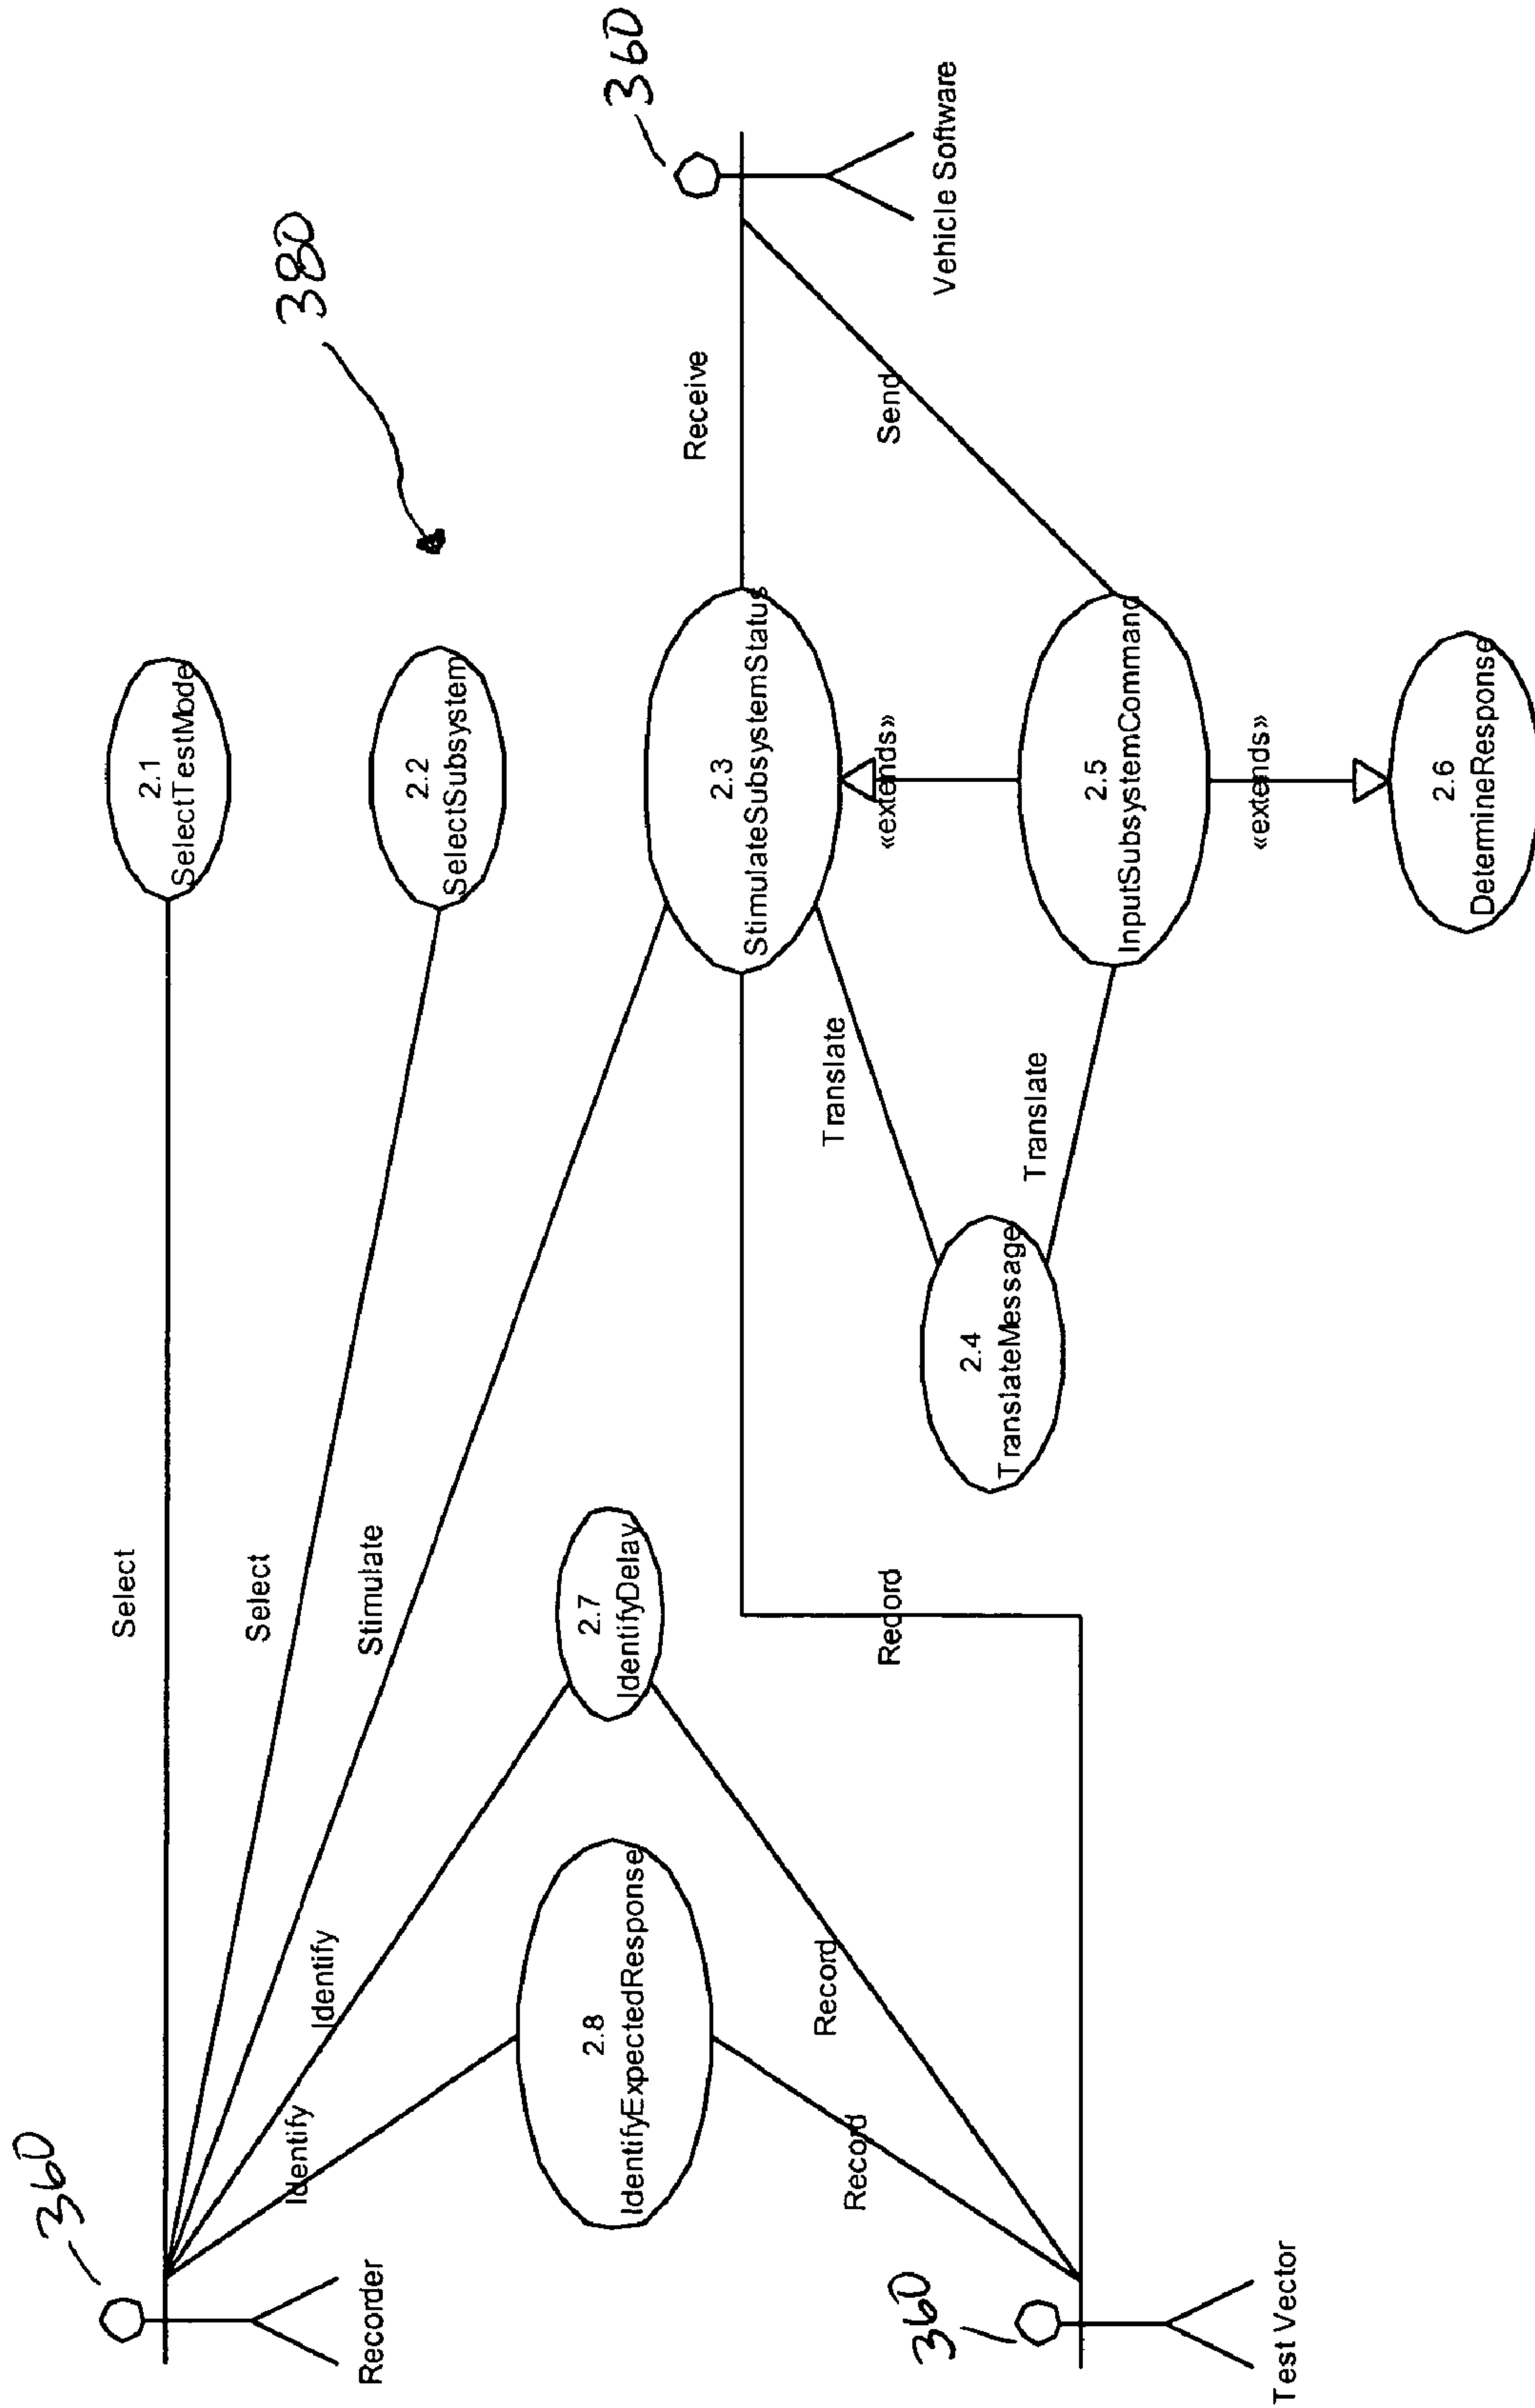 360
Recorder
Select
2.1
SelectTestMode
380
Select
2.2
SelectSubsystem
Stimulate
Identify
Identify
2.7
IdentifyDelay
2.8
IdentifyExpectedResponse
2.3
StimulateSubsystemStatus
Receive
360
Vehicle Software
Send
Translate
«extends»
Record
Record
Record
2.4
TranslateMessage
Translate
2.5
InputSubsystemCommand
360
Test Vector
«extends»
2.6
DetermineResponse